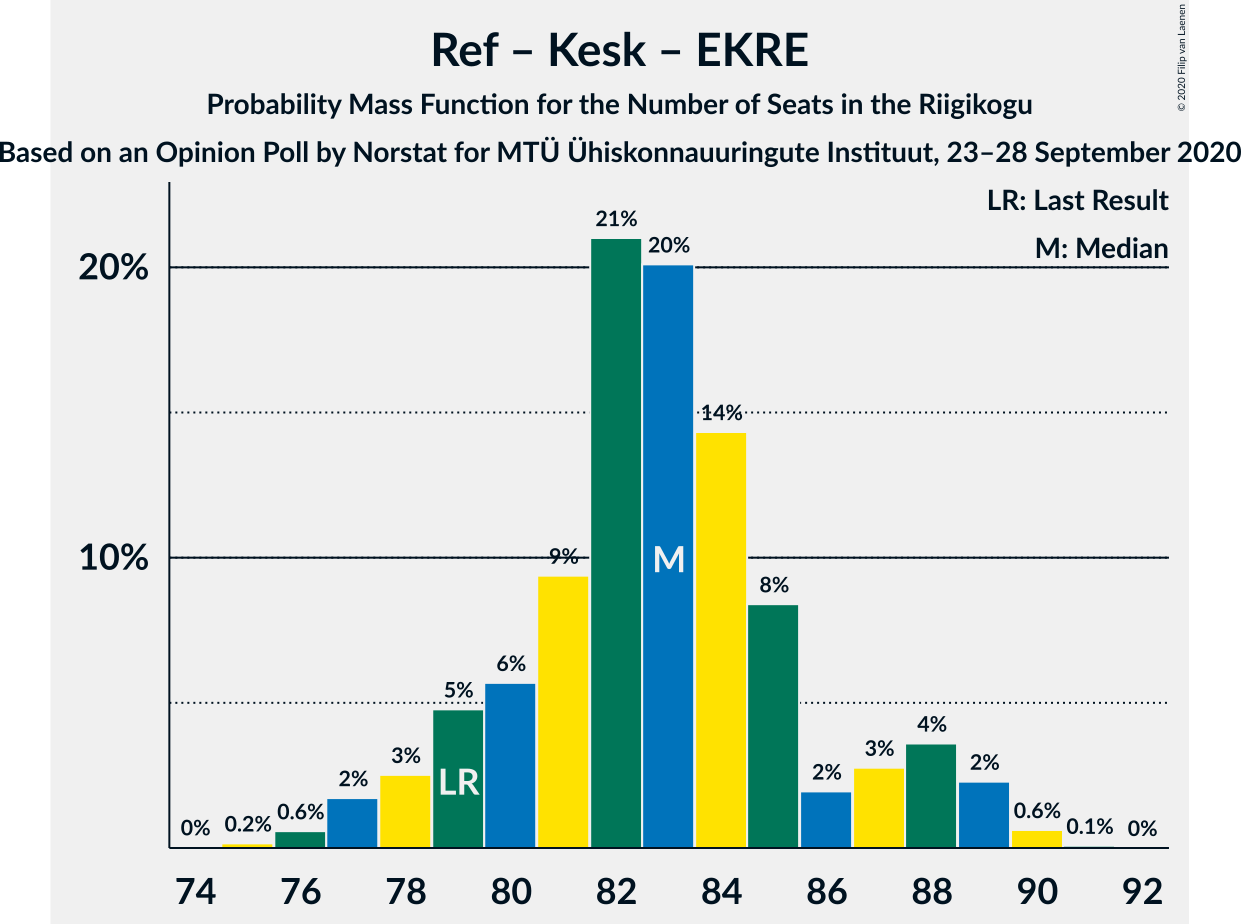 Ref – Kesk – EKRE
© 2020 Filip van Laenen
Probability Mass Function for the Number of Seats in the Riigikogu
Based on an Opinion Poll by Norstat for MTÜ Ühiskonnauuringute Instituut, 23–28 September 2020
LR: Last Result
M: Median
20%
10%
0%
0.2%
0.6%
2%
3%
5%
6%
9%
21%
20%
14%
8%
2%
3%
4%
2%
0.6%
0.1%
0%
LR
M
74 76 78 80 82 84 86 88 90 92